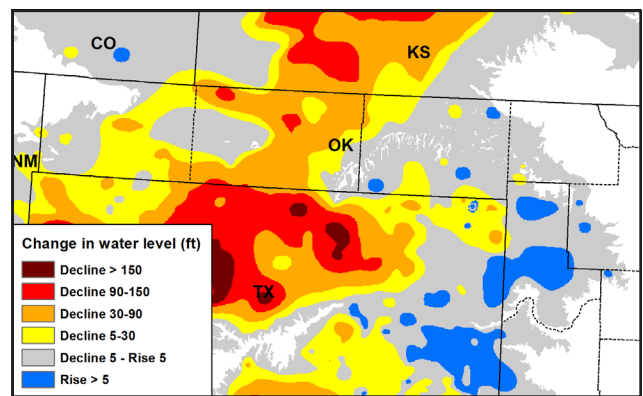 CO
KS
OK
NM
TX
Change in water level (ft)
Decline > 150
Decline 90-150
Decline 30-90
Decline 5-30
Decline 5 - Rise 5
Rise > 5